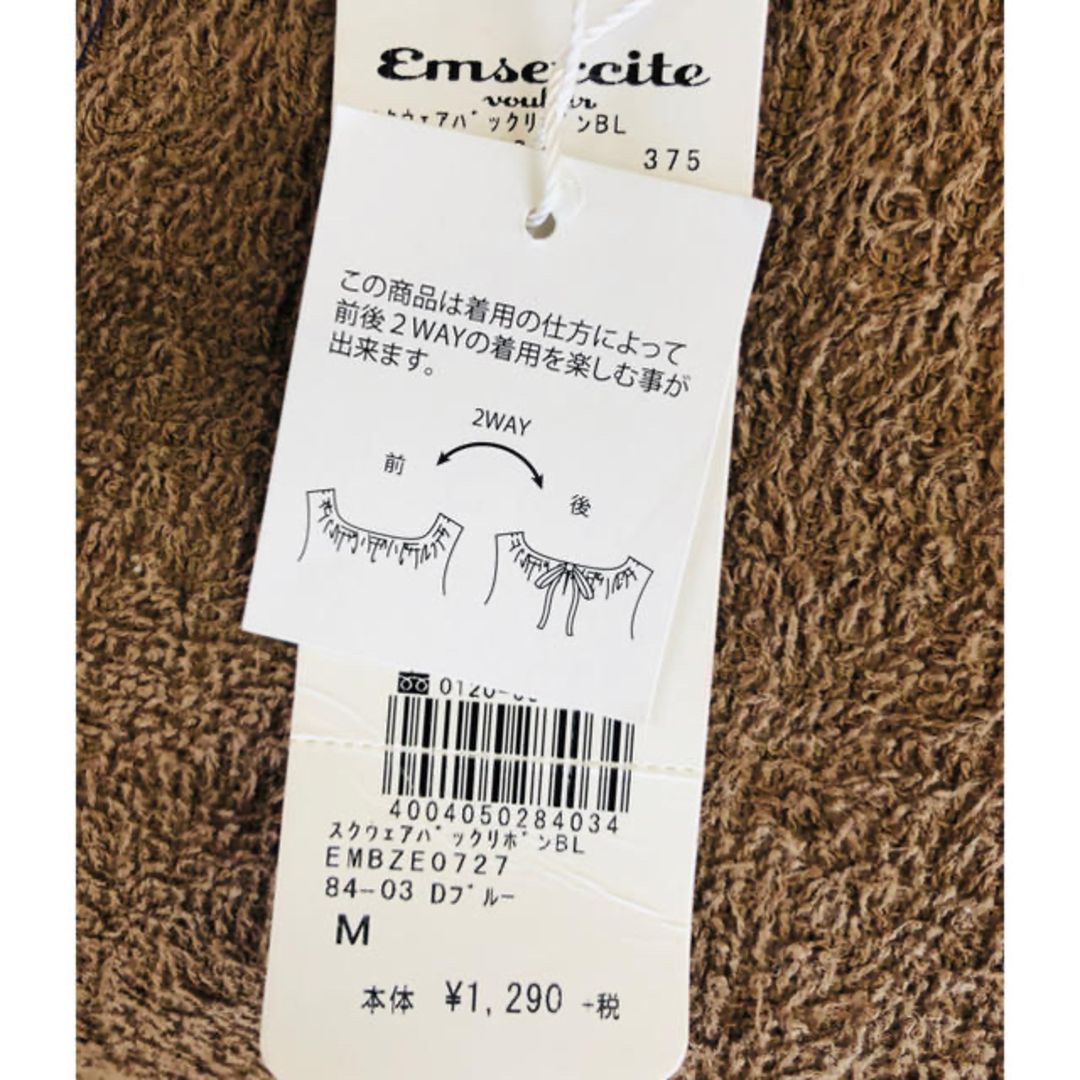 Emsexcite
vouloir
スクウェアバックリボンBL
375
この商品は着用の仕方によって
前後2WAYの着用を楽しむ事が
出来ます。
2WAY
前
後
0120-
4004050284034
スクウェアバックリボンBL
EMBZE0727
84-03 Dブルー
M
本体 ¥1,290 +税